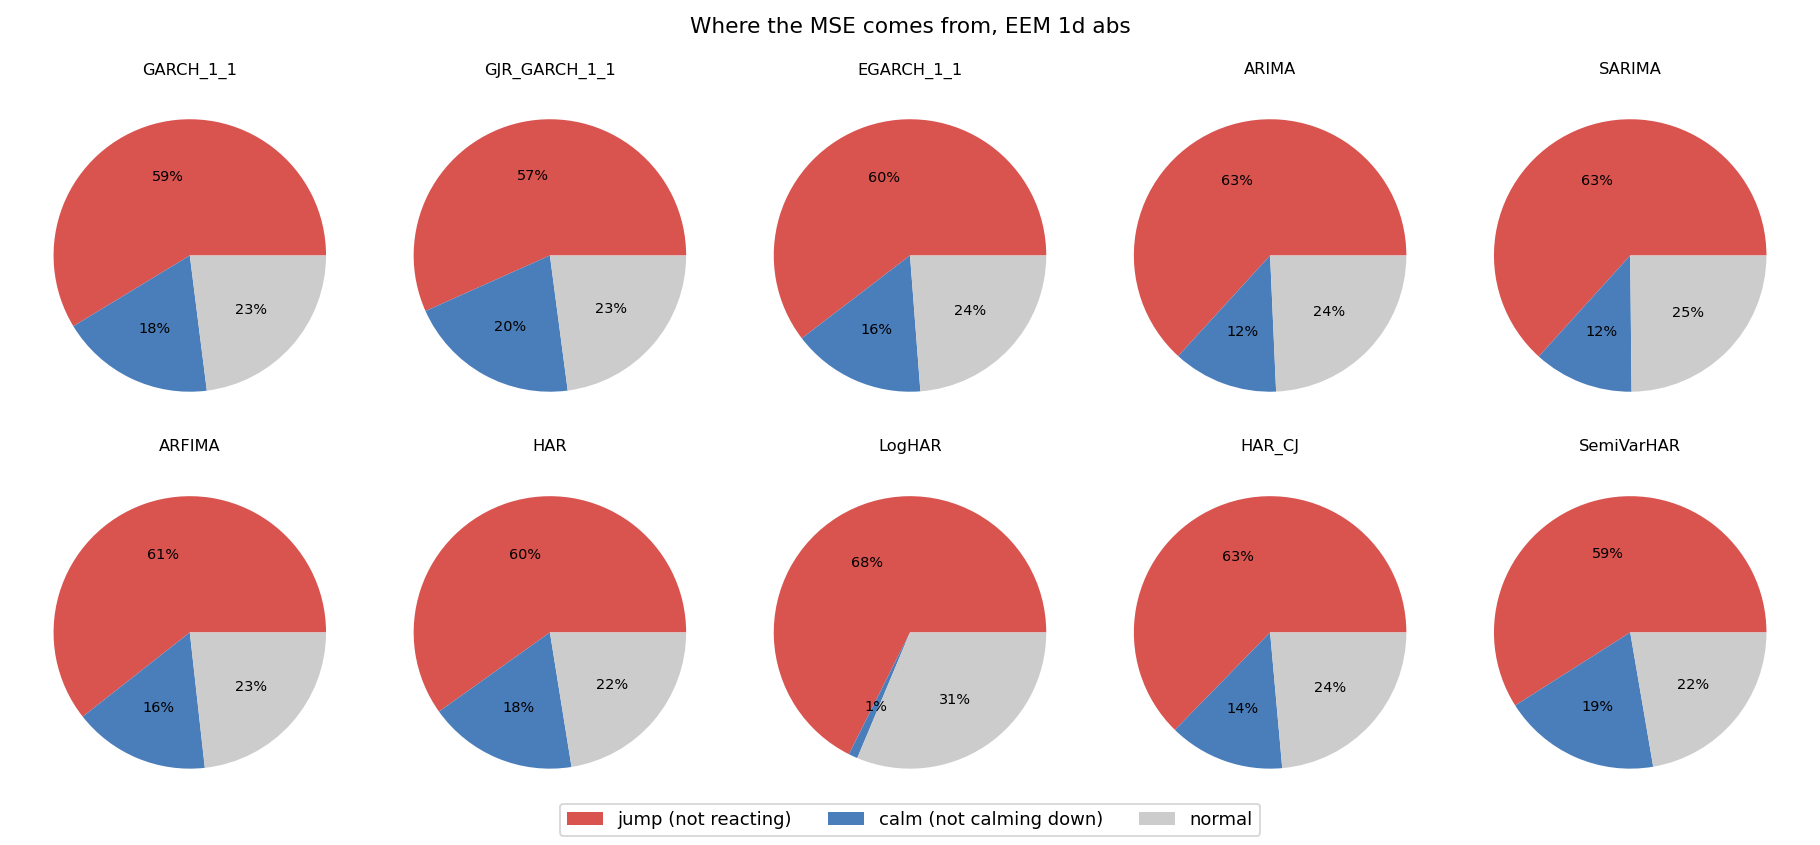 Where the MSE comes from, EEM 1d abs
GARCH_1_1
GJR_GARCH_1_1
EGARCH_1_1
ARIMA
SARIMA
59%
18%
23%
57%
20%
23%
60%
16%
24%
63%
12%
24%
63%
12%
25%
ARFIMA
HAR
LogHAR
HAR_CJ
SemiVarHAR
61%
16%
23%
60%
18%
22%
68%
1%
31%
63%
14%
24%
59%
19%
22%
jump (not reacting)
calm (not calming down)
normal